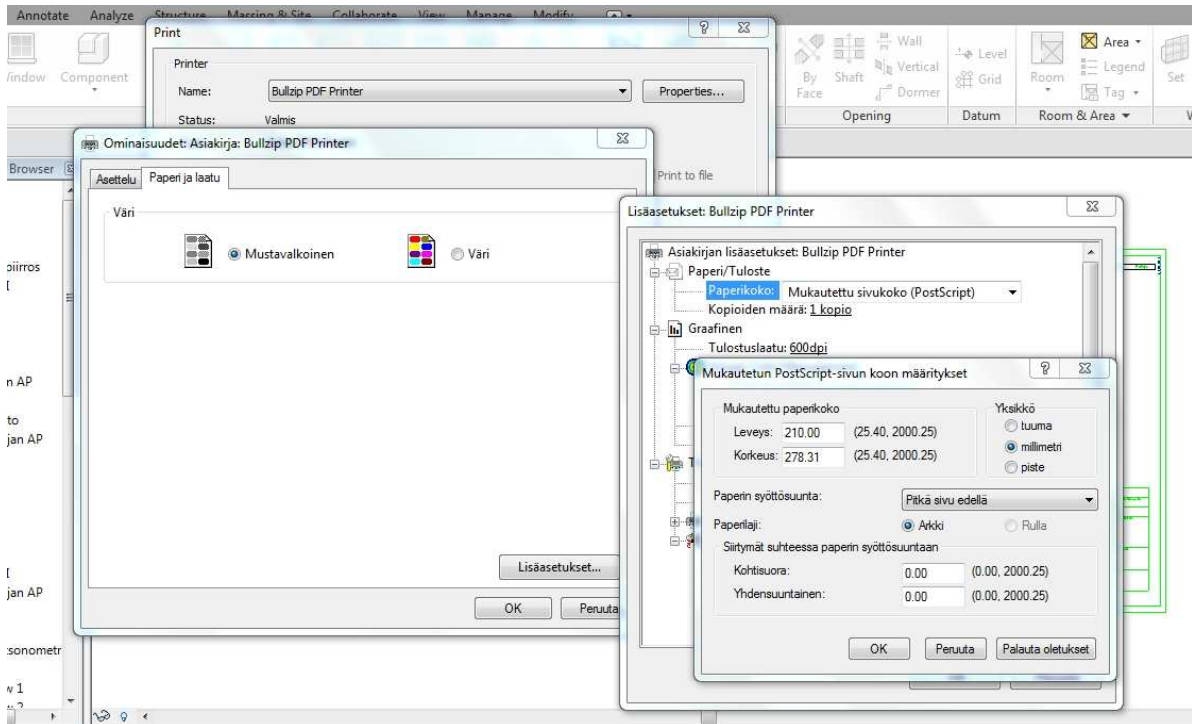 Annotate Analyze Structure Massing & Site Collaborate View Manage Modify
Component
By Face
Shaft
Wall
Vertical
Dormer
Opening
Level
Grid
Datum
Room
Area
Legend
Tag
Room & Area
Set
Print
Printer
Name: Bullzip PDF Printer Properties...
Status: Valmis
Print to file
Browser
n AP
jan AP
jan AP
Ominaisuudet: Asiakirja: Bullzip PDF Printer
Asettelu Paperi ja laatu
Väri
Mustavalkoinen Väri
Lisäasetukset...
OK Peruuta
Lisäasetukset: Bullzip PDF Printer
Asiakirjan lisäasetukset: Bullzip PDF Printer
Paperi/Tuloste
Paperikoko: Mukautettu sivukoko (PostScript)
Kopioiden määrä: 1 kopio
Graafinen
Tulostuslaatu: 600dpi
Mukautetun PostScript-sivun koon määritykset
Mukautettu paperikoko
Leveys: 210.00 (25.40, 2000.25)
Korkeus: 278.31 (25.40, 2000.25)
Yksikkö
tuuma
millimetri
piste
Paperin syöttösuunta: Pitkä sivu edellä
Paperilaji: Arkki Rulla
Siirtymät suhteessa paperin syöttösuuntaan
Kohtisuora: 0.00 (0.00, 2000.25)
Yhdensuuntainen: 0.00 (0.00, 2000.25)
OK Peruuta Palauta oletukset